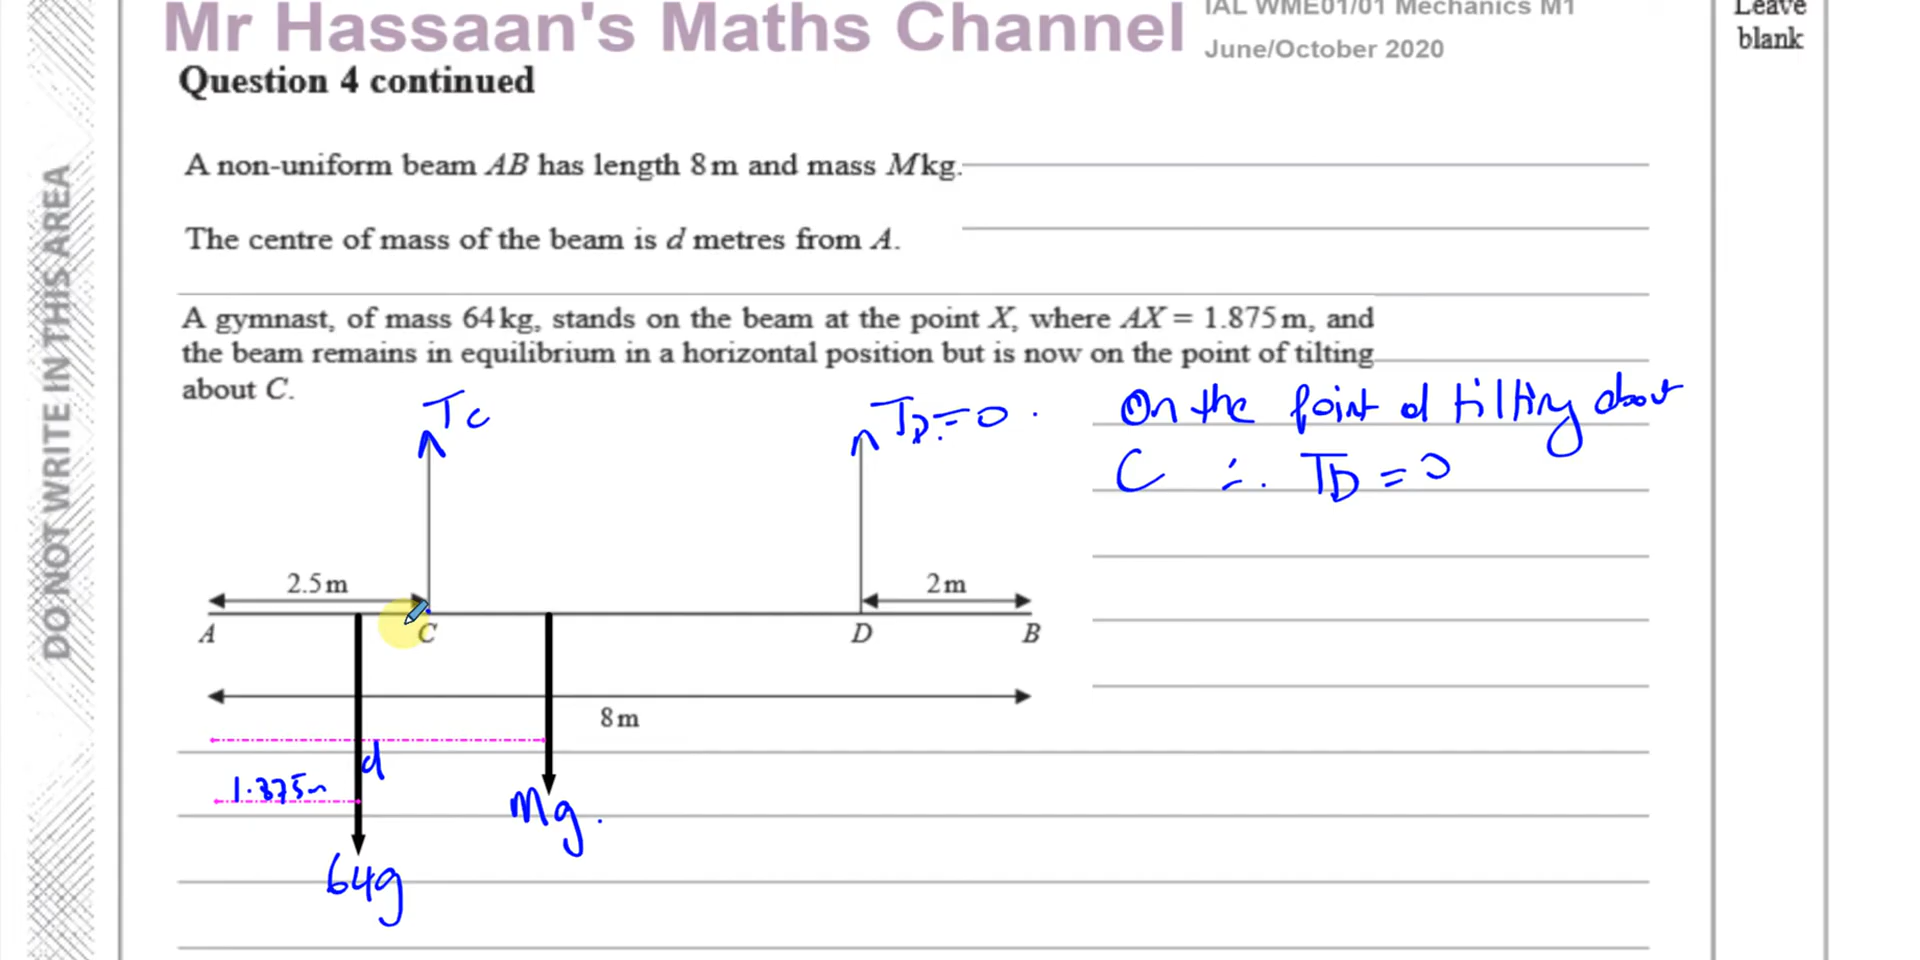 Mr Hassaan's Maths Channel
IAL WME01/01 Mechanics M1
June/October 2020
Leave
blank
Question 4 continued
DO NOT WRITE IN THIS AREA
A non-uniform beam AB has length 8 m and mass M kg.
The centre of mass of the beam is d metres from A.
A gymnast, of mass 64 kg, stands on the beam at the point X, where AX = 1.875 m, and
the beam remains in equilibrium in a horizontal position but is now on the point of tilting
about C.
On the point of tilting about
C ∴ TD = 0
Tc
TD = 0.
2.5 m
2 m
A
C
D
B
8 m
d
1.875m
Mg.
64g